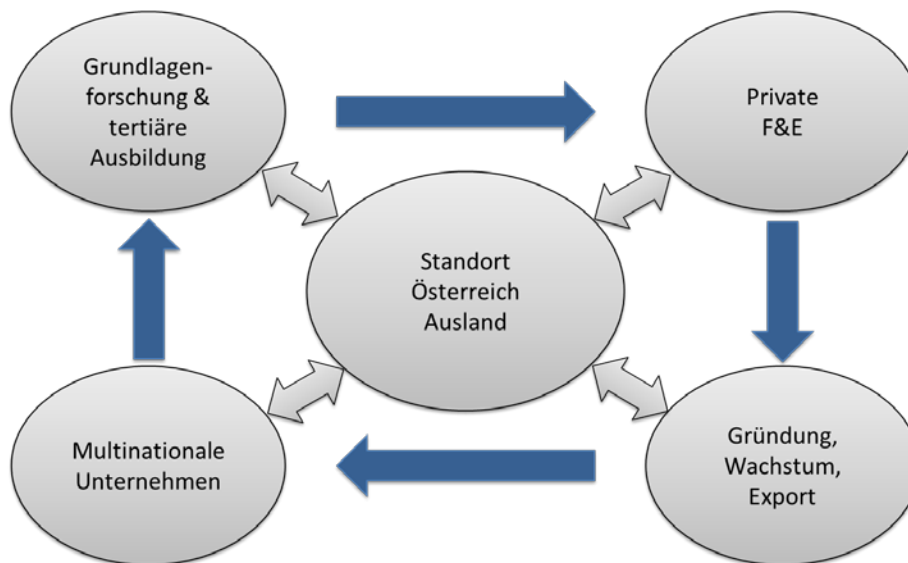 Grundlagen-
forschung &
tertiäre
Ausbildung
Private
F&E
Standort
Österreich
Ausland
Multinationale
Unternehmen
Gründung,
Wachstum,
Export